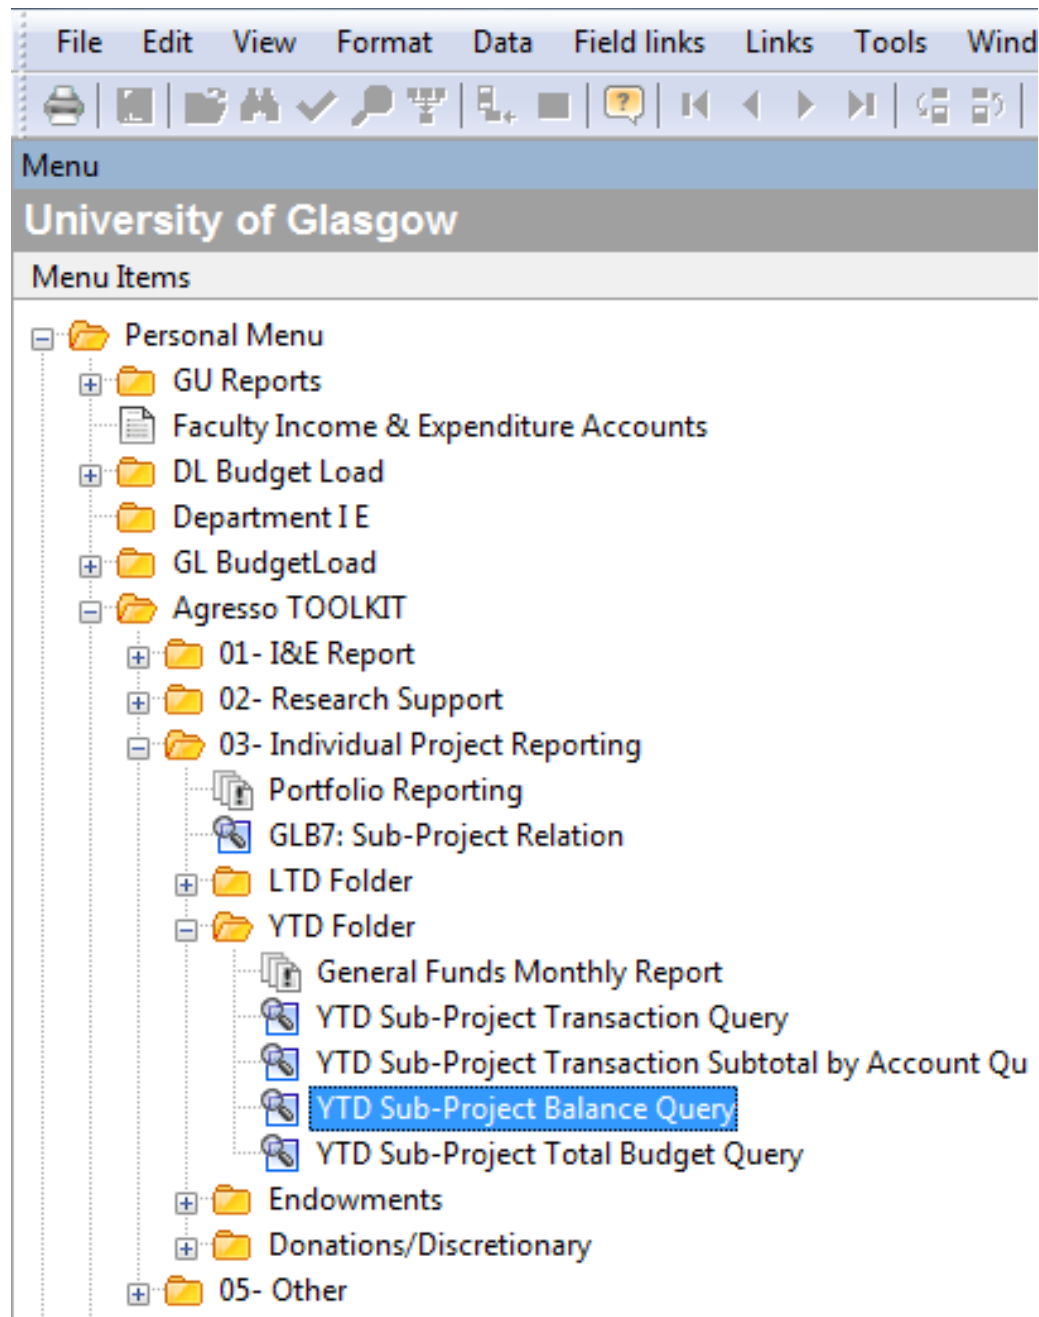 File Edit View Format Data Field links Links Tools Wind
Menu
University of Glasgow
Menu Items
Personal Menu
GU Reports
Faculty Income & Expenditure Accounts
DL Budget Load
Department I E
GL BudgetLoad
Agresso TOOLKIT
01- I&E Report
02- Research Support
03- Individual Project Reporting
Portfolio Reporting
GLB7: Sub-Project Relation
LTD Folder
YTD Folder
General Funds Monthly Report
YTD Sub-Project Transaction Query
YTD Sub-Project Transaction Subtotal by Account Qu
YTD Sub-Project Balance Query
YTD Sub-Project Total Budget Query
Endowments
Donations/Discretionary
05- Other